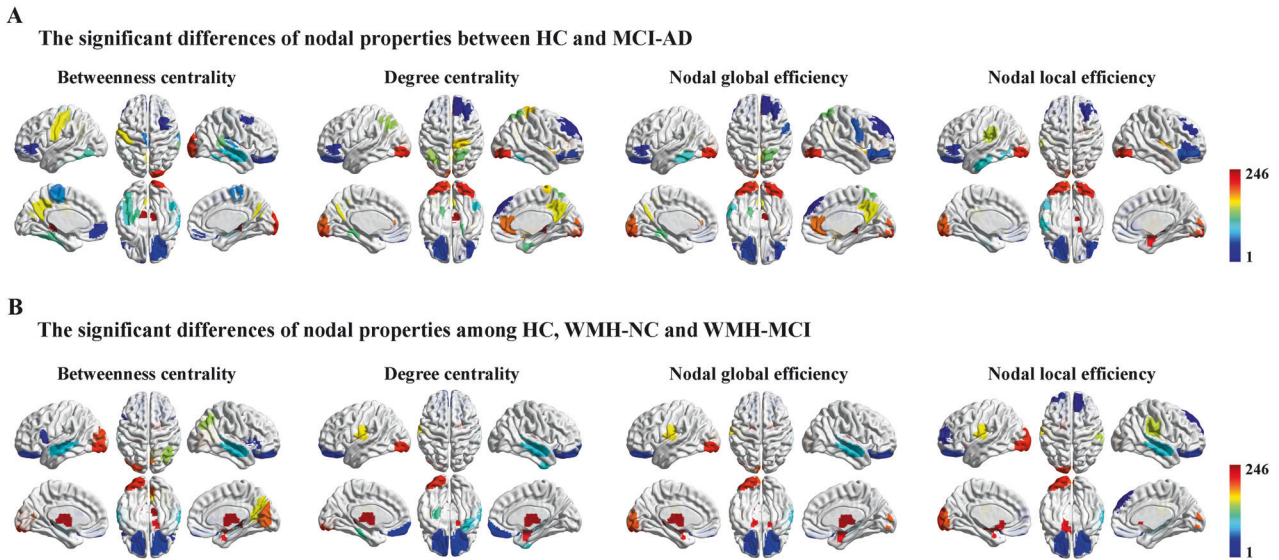 A
The significant differences of nodal properties between HC and MCI-AD
Betweenness centrality
Degree centrality
Nodal global efficiency
Nodal local efficiency
246
1
B
The significant differences of nodal properties among HC, WMH-NC and WMH-MCI
Betweenness centrality
Degree centrality
Nodal global efficiency
Nodal local efficiency
246
1